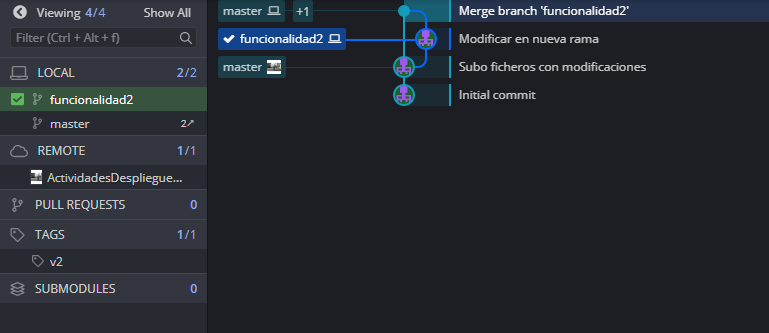 Viewing 4/4 Show All
Filter (Ctrl + Alt + f)
LOCAL 2/2
funcionalidad2
master 2
REMOTE 1/1
ActividadesDespliegue...
PULL REQUESTS 0
TAGS 1/1
v2
SUBMODULES 0
master +1 Merge branch 'funcionalidad2'
funcionalidad2 Modificar en nueva rama
master Subo ficheros con modificaciones
Initial commit